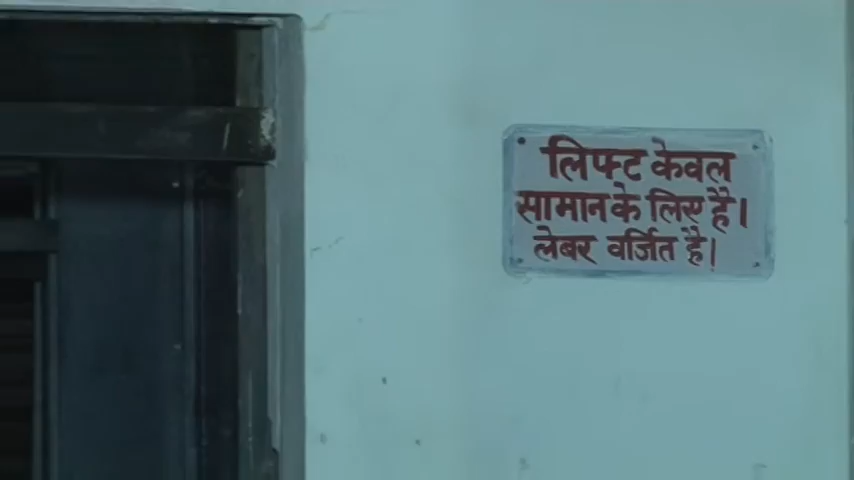 लिफ्ट केवल
सामान के लिए है।
लेबर वर्जित है।